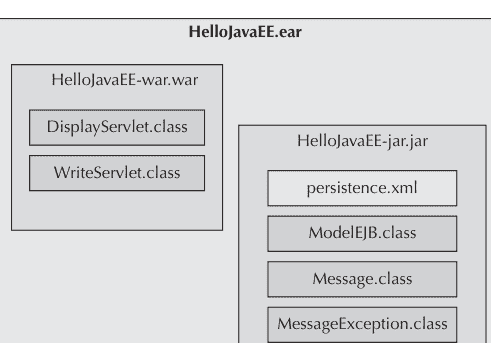 HelloJavaEE.ear
HelloJavaEE-war.war
DisplayServlet.class
WriteServlet.class
HelloJavaEE-jar.jar
persistence.xml
ModelEJB.class
Message.class
MessageException.class